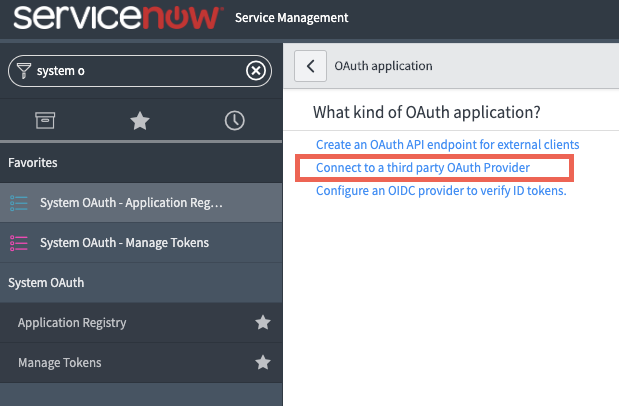 servicenow Service Management
system o
Favorites
System OAuth - Application Reg...
System OAuth - Manage Tokens
System OAuth
Application Registry
Manage Tokens
OAuth application
What kind of OAuth application?
Create an OAuth API endpoint for external clients
Connect to a third party OAuth Provider
Configure an OIDC provider to verify ID tokens.